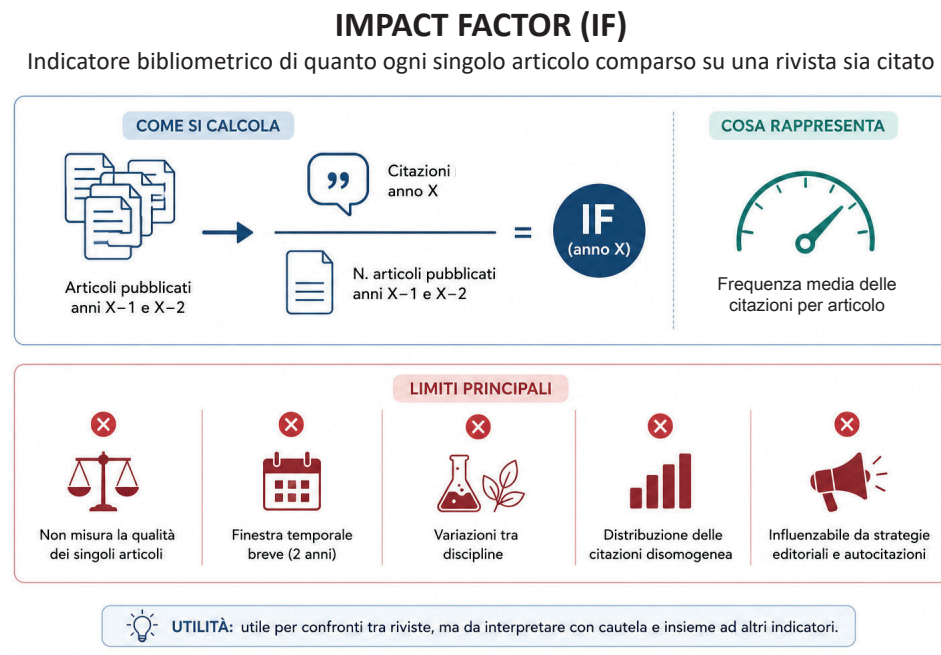 IMPACT FACTOR (IF)
Indicatore bibliometrico di quanto ogni singolo articolo comparso su una rivista sia citato
COME SI CALCOLA
Articoli pubblicati
anni X–1 e X–2
Citazioni
anno X
N. articoli pubblicati
anni X–1 e X–2
=
IF
(anno X)
COSA RAPPRESENTA
Frequenza media delle
citazioni per articolo
LIMITI PRINCIPALI
Non misura la qualità
dei singoli articoli
Finestra temporale
breve (2 anni)
Variazioni tra
discipline
Distribuzione delle
citazioni disomogenea
Influenzabile da strategie
editoriali e autocitazioni
UTILITÀ: utile per confronti tra riviste, ma da interpretare con cautela e insieme ad altri indicatori.